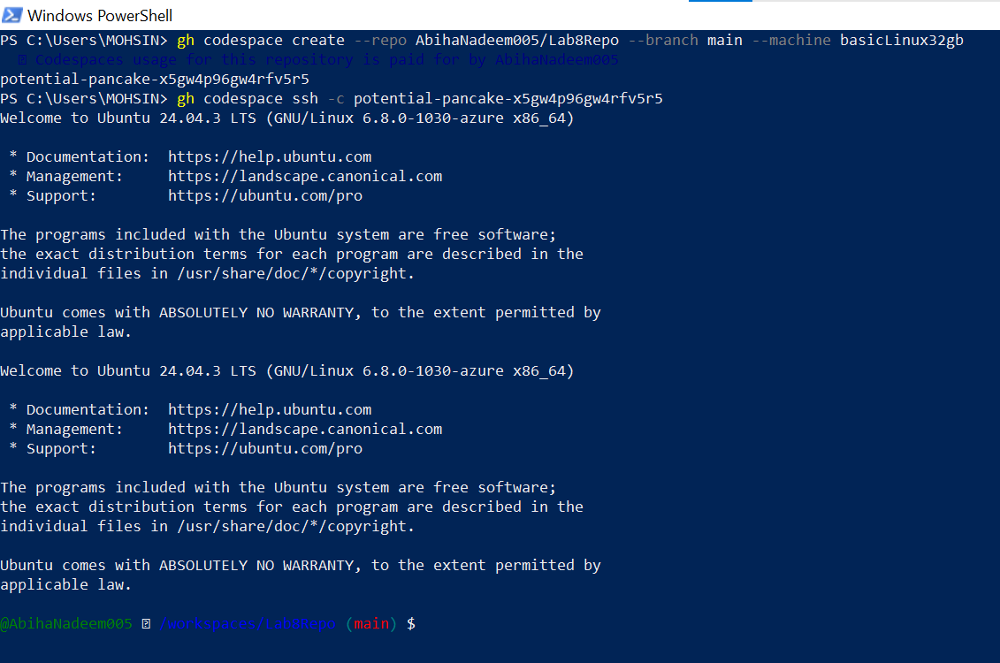 Windows PowerShell
PS C:\Users\MOHSIN> gh codespace create --repo AbihaNadeem005/Lab8Repo --branch main --machine basicLinux32gb
  � Codespaces usage for this repository is paid for by AbihaNadeem005
potential-pancake-x5gw4p96gw4rfv5r5
PS C:\Users\MOHSIN> gh codespace ssh -c potential-pancake-x5gw4p96gw4rfv5r5
Welcome to Ubuntu 24.04.3 LTS (GNU/Linux 6.8.0-1030-azure x86_64)
 * Documentation:  https://help.ubuntu.com
 * Management:     https://landscape.canonical.com
 * Support:        https://ubuntu.com/pro
The programs included with the Ubuntu system are free software;
the exact distribution terms for each program are described in the
individual files in /usr/share/doc/*/copyright.
Ubuntu comes with ABSOLUTELY NO WARRANTY, to the extent permitted by
applicable law.
Welcome to Ubuntu 24.04.3 LTS (GNU/Linux 6.8.0-1030-azure x86_64)
 * Documentation:  https://help.ubuntu.com
 * Management:     https://landscape.canonical.com
 * Support:        https://ubuntu.com/pro
The programs included with the Ubuntu system are free software;
the exact distribution terms for each program are described in the
individual files in /usr/share/doc/*/copyright.
Ubuntu comes with ABSOLUTELY NO WARRANTY, to the extent permitted by
applicable law.
@AbihaNadeem005 � /workspaces/Lab8Repo (main) $